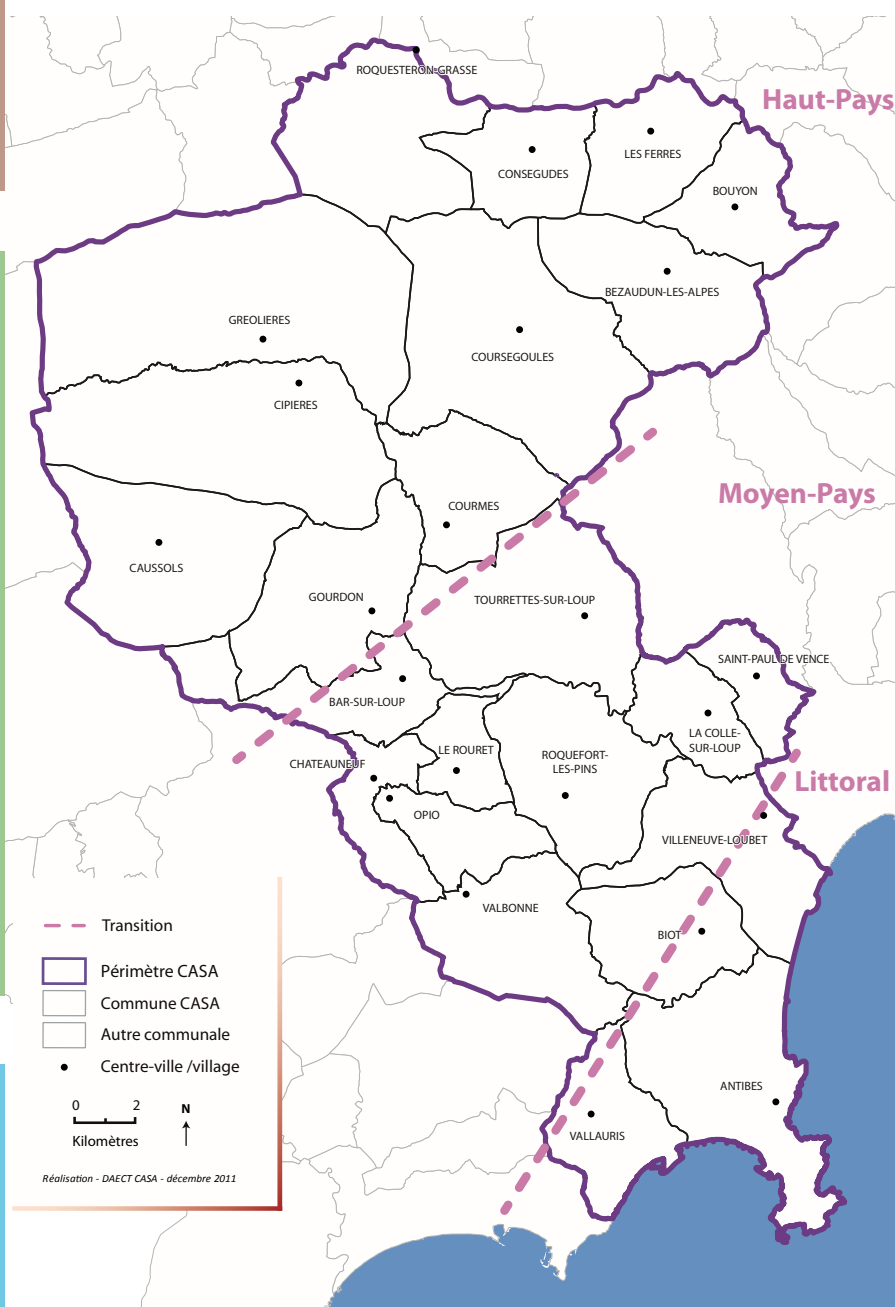 ROQUESTERON-GRASSE
Haut-Pays
CONSEGUDES
LES FERRES
BOUYON
BEZAUDUN-LES-ALPES
GREOLIERES
COURSEGOULES
CIPIERES
Moyen-Pays
COURMES
CAUSSOLS
GOURDON
TOURRETTES-SUR-LOUP
SAINT-PAUL DE VENCE
BAR-SUR-LOUP
LA COLLE-
SUR-LOUP
LE ROURET
CHATEAUNEUF
ROQUEFORT-
LES-PINS
Littoral
OPIO
VILLENEUVE-LOUBET
VALBONNE
BIOT
ANTIBES
VALLAURIS
Transition
Périmètre CASA
Commune CASA
Autre communale
Centre-ville /village
0 2
N
Kilomètres
Réalisation - DAECT CASA - décembre 2011